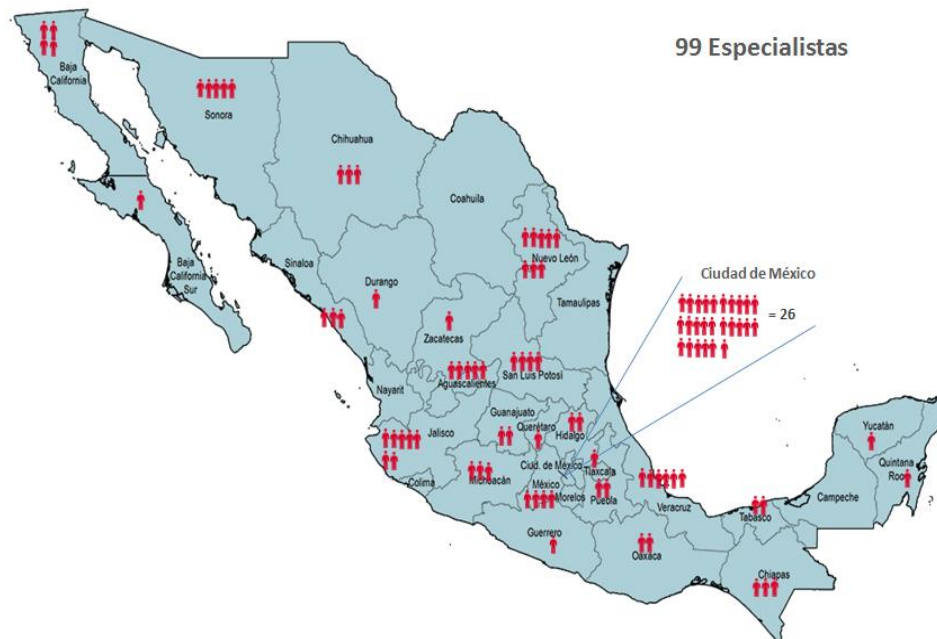 99 Especialistas
Baja
California
Sonora
Chihuahua
Coahuila
Nuevo León
Ciudad de México
= 26
Baja
California
Sur
Sinaloa
Durango
Tamaulipas
Zacatecas
Aguascalientes
San Luis Potosí
Nayarit
Guanajuato
Jalisco
Querétaro
Hidalgo
Yucatán
Quintana
Roo
Colima
Michoacán
Ciud. de México
Tlaxcala
México
Morelos
Puebla
Veracruz
Campeche
Tabasco
Guerrero
Oaxaca
Chiapas
?